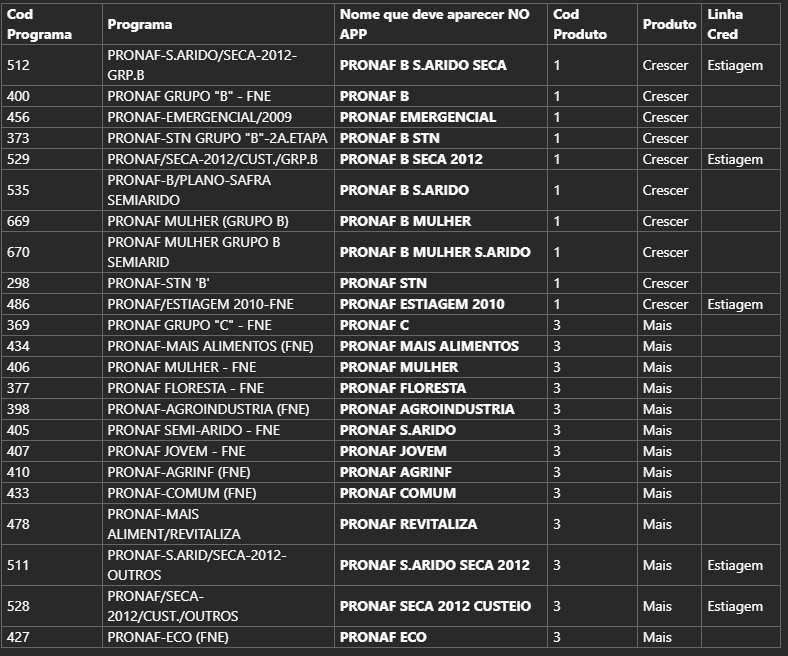 Cod Programa Programa Nome que deve aparecer NO APP Cod Produto Produto Linha Cred
512 PRONAF-S.ARIDO/SECA-2012-GRP.B PRONAF B S.ARIDO SECA 1 Crescer Estiagem
400 PRONAF GRUPO "B" - FNE PRONAF B 1 Crescer
456 PRONAF-EMERGENCIAL/2009 PRONAF EMERGENCIAL 1 Crescer
373 PRONAF-STN GRUPO "B"-2A.ETAPA PRONAF B STN 1 Crescer
529 PRONAF/SECA-2012/CUST./GRP.B PRONAF B SECA 2012 1 Crescer Estiagem
535 PRONAF-B/PLANO-SAFRA SEMIARIDO PRONAF B S.ARIDO 1 Crescer
669 PRONAF MULHER (GRUPO B) PRONAF B MULHER 1 Crescer
670 PRONAF MULHER GRUPO B SEMIARID PRONAF B MULHER S.ARIDO 1 Crescer
298 PRONAF-STN 'B' PRONAF STN 1 Crescer
486 PRONAF/ESTIAGEM 2010-FNE PRONAF ESTIAGEM 2010 1 Crescer Estiagem
369 PRONAF GRUPO "C" - FNE PRONAF C 3 Mais
434 PRONAF-MAIS ALIMENTOS (FNE) PRONAF MAIS ALIMENTOS 3 Mais
406 PRONAF MULHER - FNE PRONAF MULHER 3 Mais
377 PRONAF FLORESTA - FNE PRONAF FLORESTA 3 Mais
398 PRONAF-AGROINDUSTRIA (FNE) PRONAF AGROINDUSTRIA 3 Mais
405 PRONAF SEMI-ARIDO - FNE PRONAF S.ARIDO 3 Mais
407 PRONAF JOVEM - FNE PRONAF JOVEM 3 Mais
410 PRONAF-AGRINF (FNE) PRONAF AGRINF 3 Mais
433 PRONAF-COMUM (FNE) PRONAF COMUM 3 Mais
478 PRONAF-MAIS ALIMENT/REVITALIZA PRONAF REVITALIZA 3 Mais
511 PRONAF-S.ARID/SECA-2012-OUTROS PRONAF S.ARIDO SECA 2012 3 Mais Estiagem
528 PRONAF/SECA-2012/CUST./OUTROS PRONAF SECA 2012 CUSTEIO 3 Mais Estiagem
427 PRONAF-ECO (FNE) PRONAF ECO 3 Mais